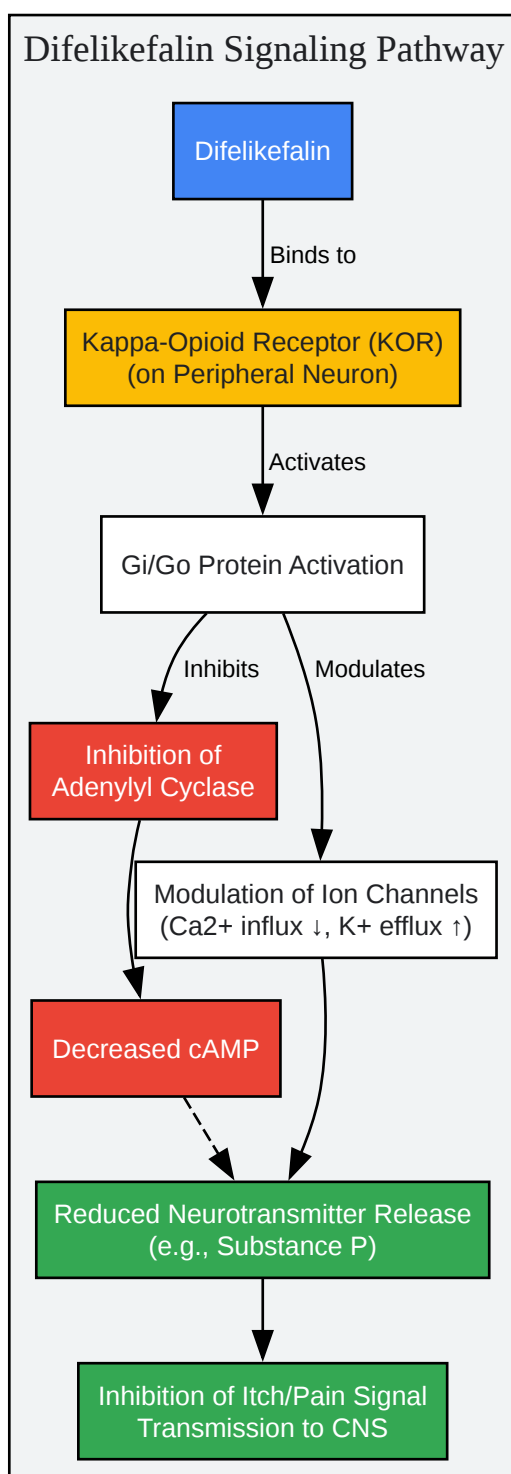 Difelikefalin Signaling Pathway
Difelikefalin
Binds to
Kappa-Opioid Receptor (KOR)
(on Peripheral Neuron)
Activates
Gi/Go Protein Activation
Inhibits
Modulates
Inhibition of
Adenylyl Cyclase
Modulation of Ion Channels
(Ca2+ influx ↓, K+ efflux ↑)
Decreased cAMP
Reduced Neurotransmitter Release
(e.g., Substance P)
Inhibition of Itch/Pain Signal
Transmission to CNS